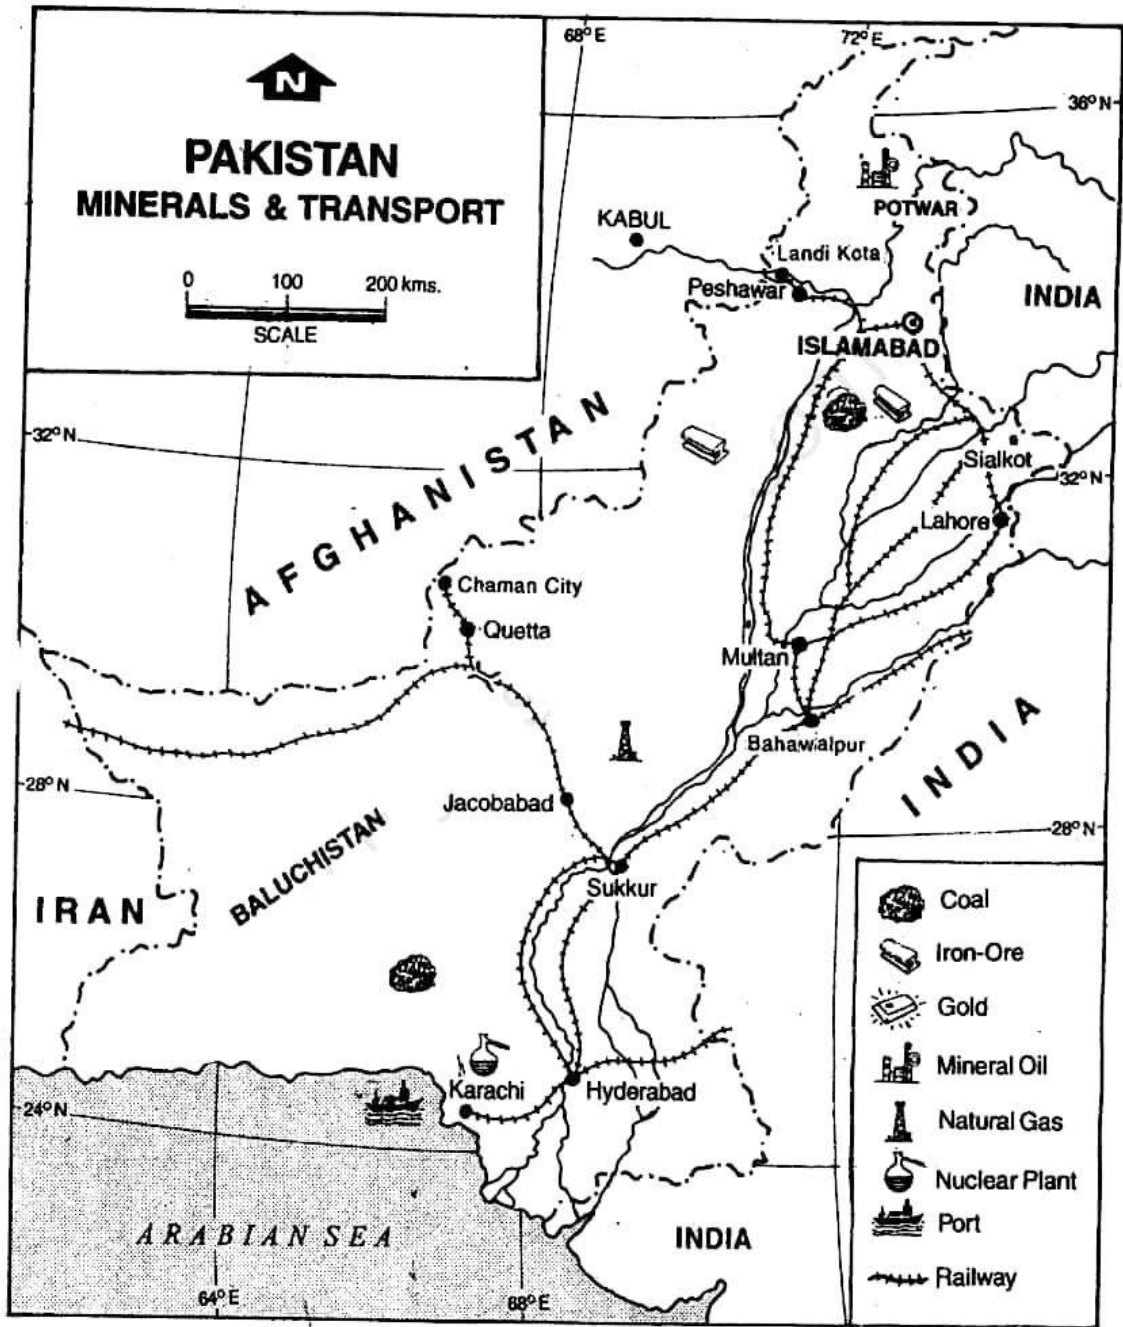 N
PAKISTAN
MINERALS & TRANSPORT
0 100 200 kms.
SCALE
68° E
72° E
36° N
POTWAR
KABUL
Landi Kota
Peshawar
INDIA
ISLAMABAD
AFGHANISTAN
32° N
Sialkot
32° N
Lahore
Chaman City
Quetta
Multan
Bahawalpur
INDIA
28° N
Jacobabad
28° N
BALUCHISTAN
Sukkur
IRAN
Karachi
Hyderabad
24° N
ARABIAN SEA
INDIA
64° E
68° E
Coal
Iron-Ore
Gold
Mineral Oil
Natural Gas
Nuclear Plant
Port
Railway